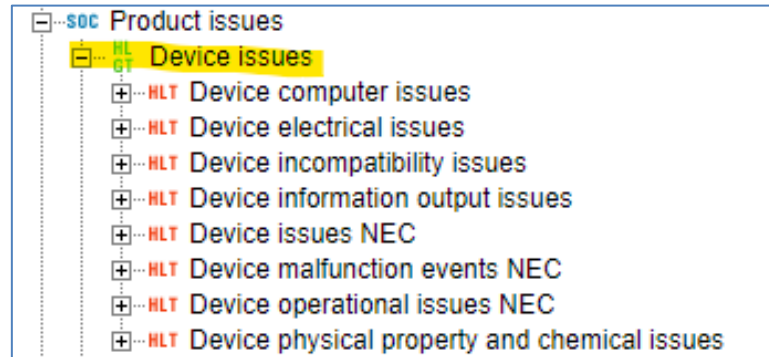 SOC Product issues
HLGT Device issues
HLT Device computer issues
HLT Device electrical issues
HLT Device incompatibility issues
HLT Device information output issues
HLT Device issues NEC
HLT Device malfunction events NEC
HLT Device operational issues NEC
HLT Device physical property and chemical issues